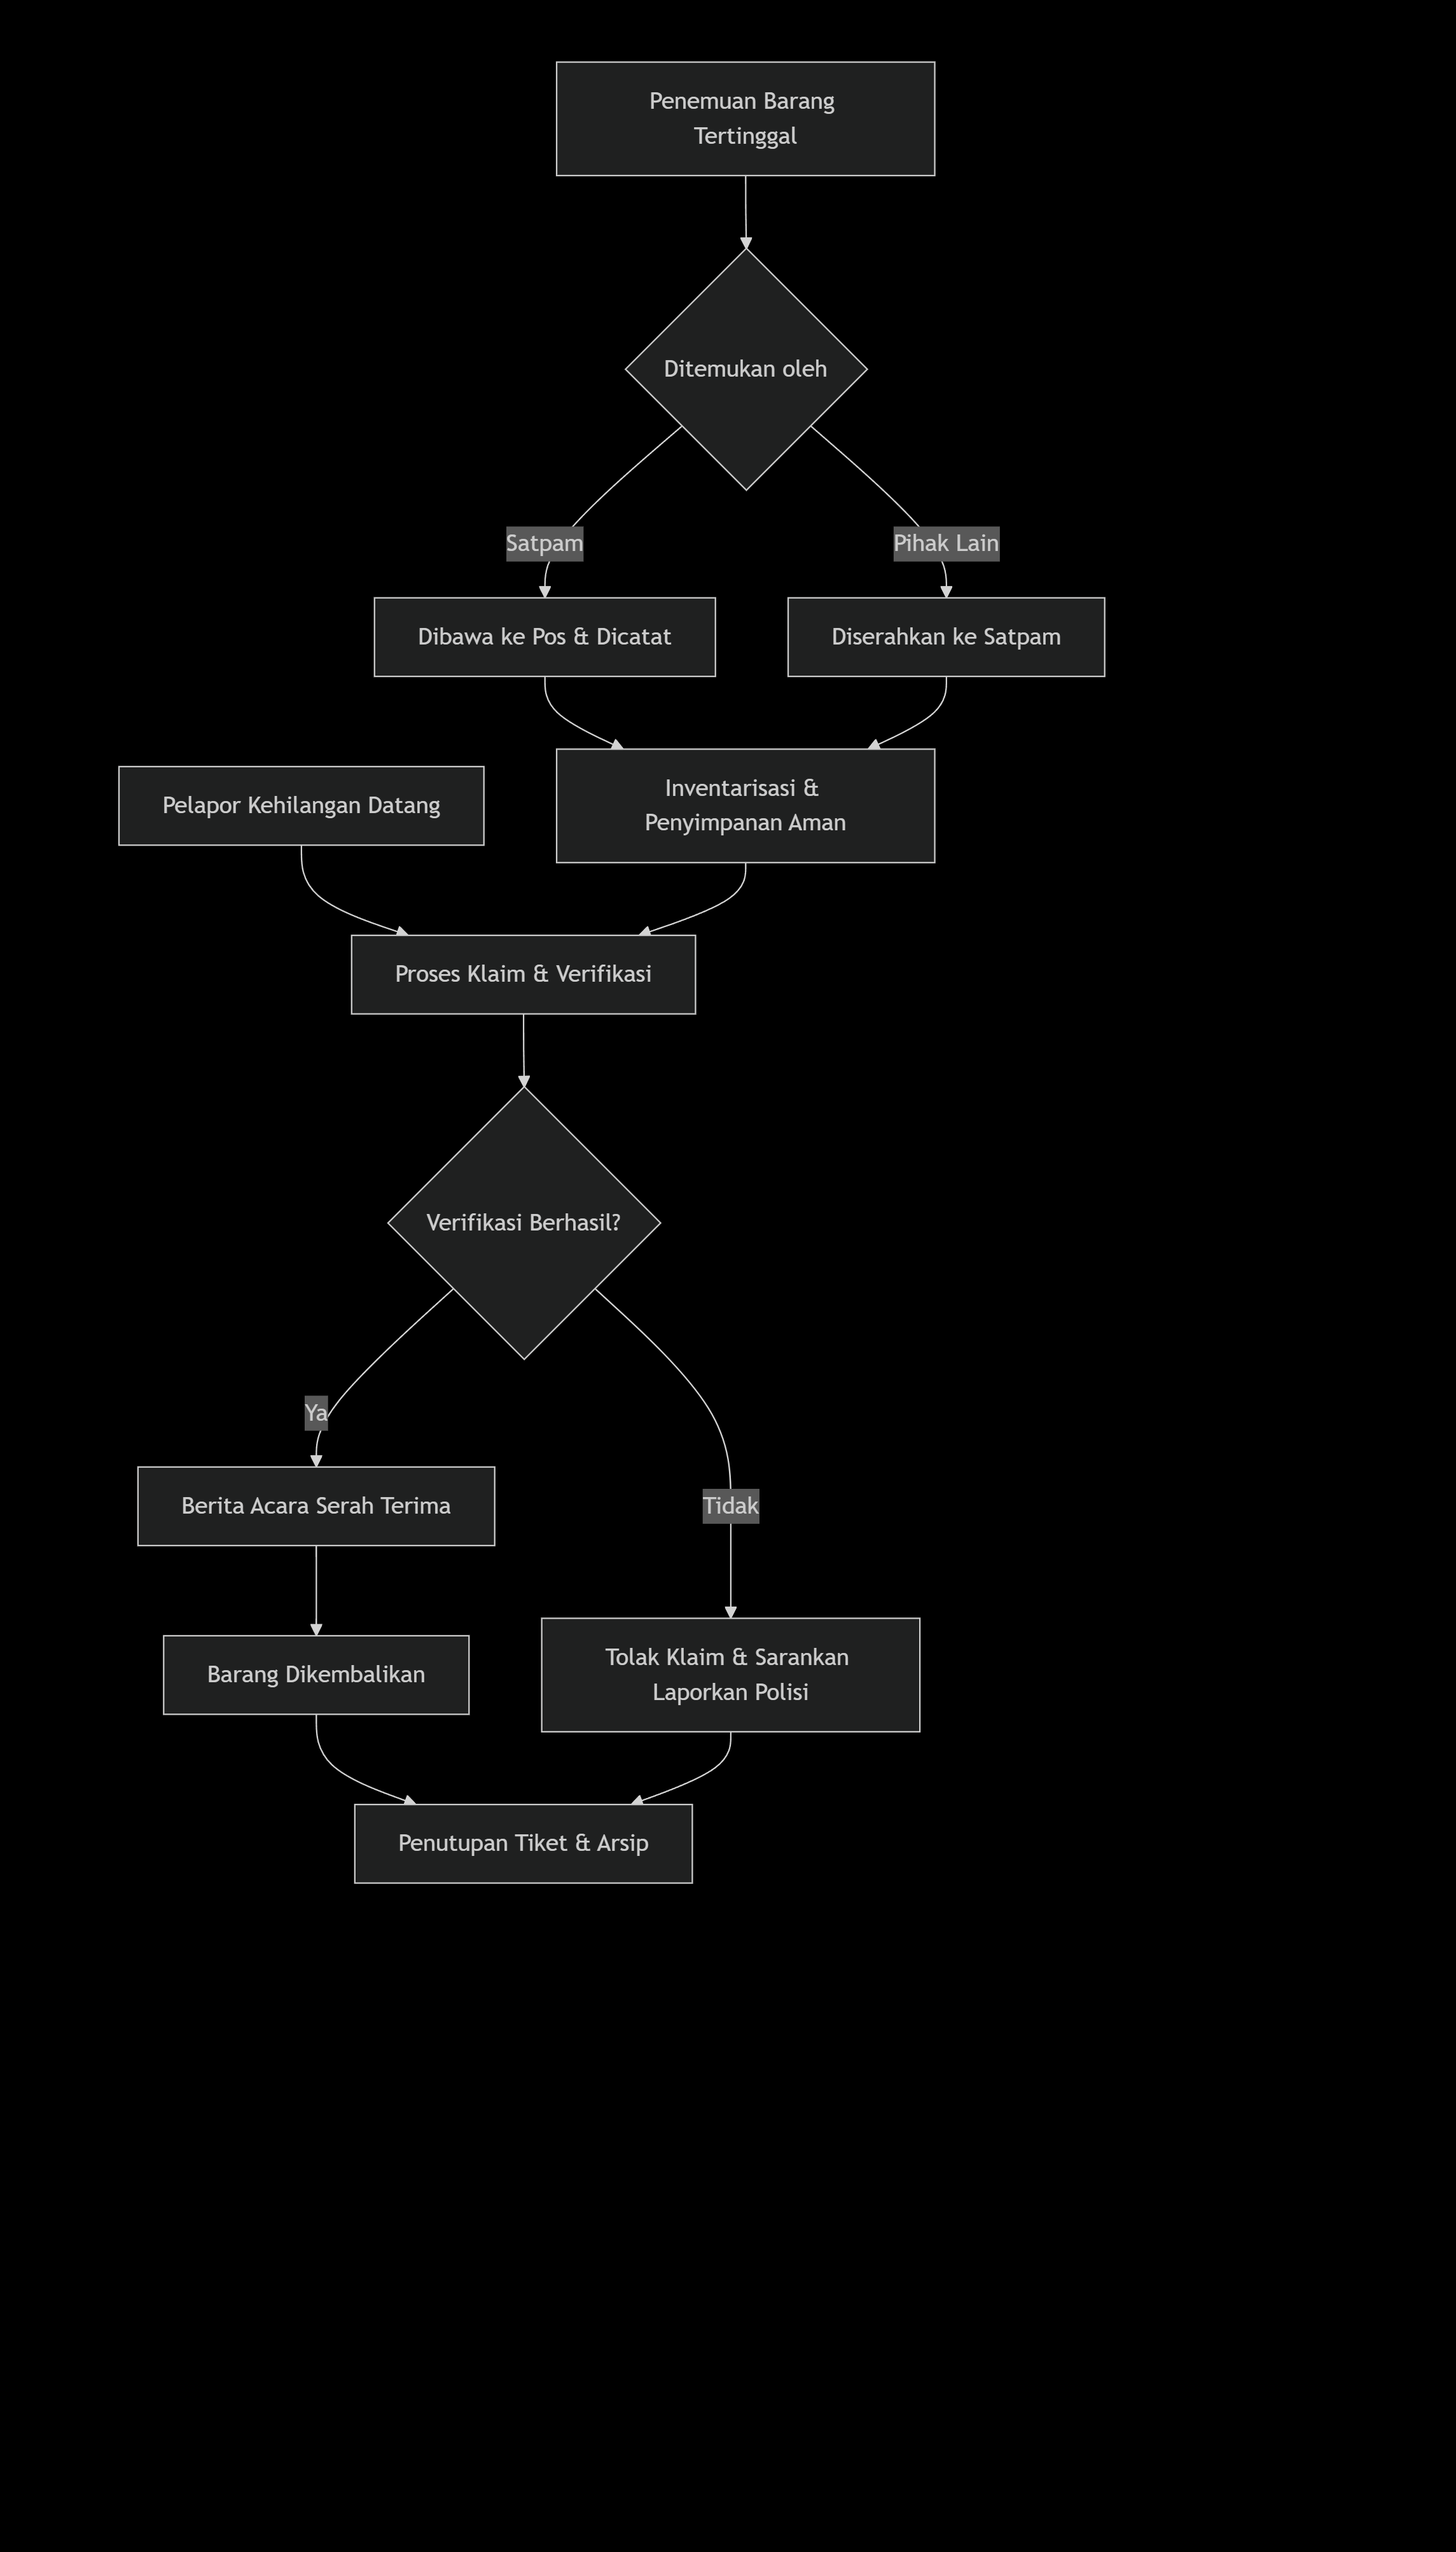 Penemuan Barang
Tertinggal
Ditemukan oleh
Satpam
Pihak Lain
Dibawa ke Pos & Dicatat
Diserahkan ke Satpam
Pelapor Kehilangan Datang
Inventarisasi &
Penyimpanan Aman
Proses Klaim & Verifikasi
Verifikasi Berhasil?
Ya
Berita Acara Serah Terima
Tidak
Barang Dikembalikan
Tolak Klaim & Sarankan
Laporkan Polisi
Penutupan Tiket & Arsip